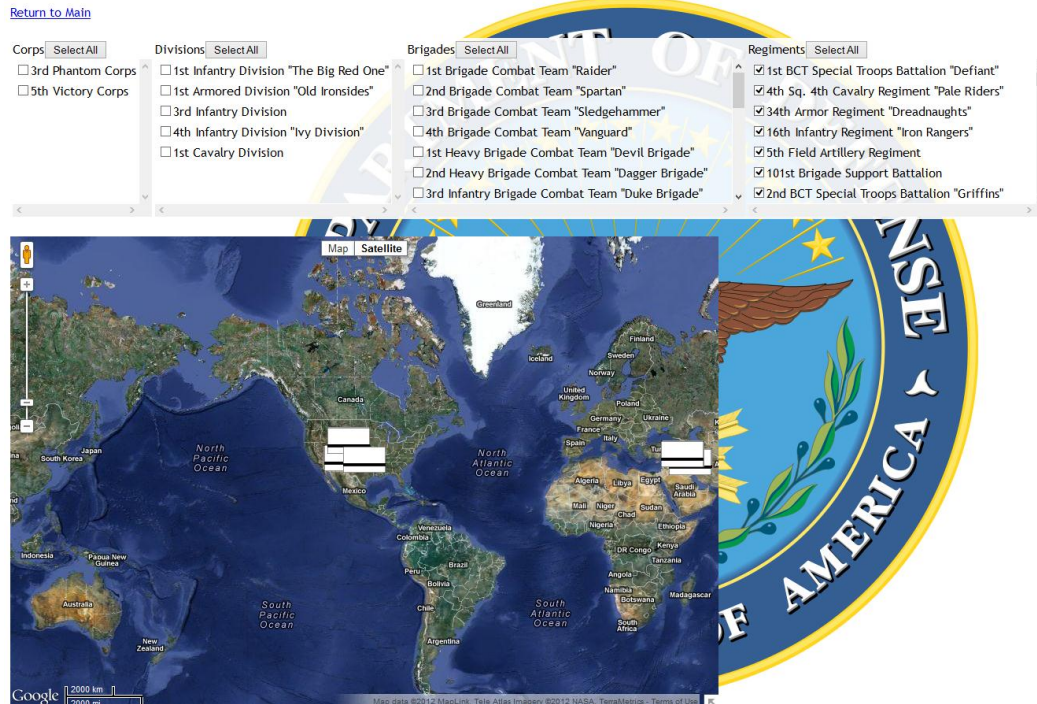 Return to Main
Corps Select All
3rd Phantom Corps
5th Victory Corps
Divisions Select All
1st Infantry Division "The Big Red One"
1st Armored Division "Old Ironsides"
3rd Infantry Division
4th Infantry Division "Ivy Division"
1st Cavalry Division
Brigades Select All
1st Brigade Combat Team "Raider"
2nd Brigade Combat Team "Spartan"
3rd Brigade Combat Team "Sledgehammer"
4th Brigade Combat Team "Vanguard"
1st Heavy Brigade Combat Team "Devil Brigade"
2nd Heavy Brigade Combat Team "Dagger Brigade"
3rd Infantry Brigade Combat Team "Duke Brigade"
Regiments Select All
1st BCT Special Troops Battalion "Defiant"
4th Sq. 4th Cavalry Regiment "Pale Riders"
34th Armor Regiment "Dreadnaughts"
16th Infantry Regiment "Iron Rangers"
5th Field Artillery Regiment
101st Brigade Support Battalion
2nd BCT Special Troops Battalion "Griffins"
OF
AMERICA
Map Satellite
Greenland
Iceland
Finland
Sweden
Norway
United
Kingdom
Poland
Germany
Ukraine
France
Spain
Italy
Canada
Japan
South Korea
North
Pacific
Ocean
North
Atlantic
Ocean
Mexico
Algeria
Libya
Egypt
Saudi
Arabia
Mali
Niger
Chad
Sudan
Nigeria
Ethiopia
Venezuela
Colombia
DR Congo
Kenya
Tanzania
Indonesia
Papua New
Guinea
Peru
Brazil
Bolivia
Angola
Namibia
Botswana
Madagascar
Australia
South
Pacific
Ocean
Chile
South
Atlantic
Ocean
South
Africa
New
Zealand
Argentina
Google
2000 km
2000 mi
Map data ©2012 MapLink, Tele Atlas Imagery ©2012 NASA, TerraMetrics - Terms of Use